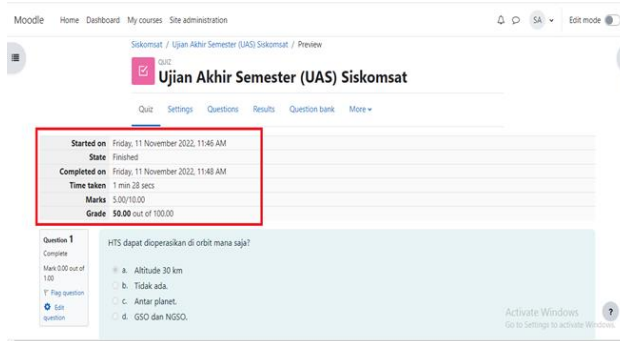 Moodle Home Dashboard My courses Site administration SA Edit mode
Siskomsat / Ujian Akhir Semester (UAS) Siskomsat / Preview
QUIZ
Ujian Akhir Semester (UAS) Siskomsat
Quiz Settings Questions Results Question bank More
Started on Friday, 11 November 2022, 11:46 AM
State Finished
Completed on Friday, 11 November 2022, 11:48 AM
Time taken 1 min 28 secs
Marks 5.00/10.00
Grade 50.00 out of 100.00
Question 1
Complete
Mark 0.00 out of
1.00
Flag question
Edit
question
HTS dapat dioperasikan di orbit mana saja?
a. Altitude 30 km
b. Tidak ada.
c. Antar planet.
d. GSO dan NGSO.
Activate Windows
Go to Settings to activate Windows.
?